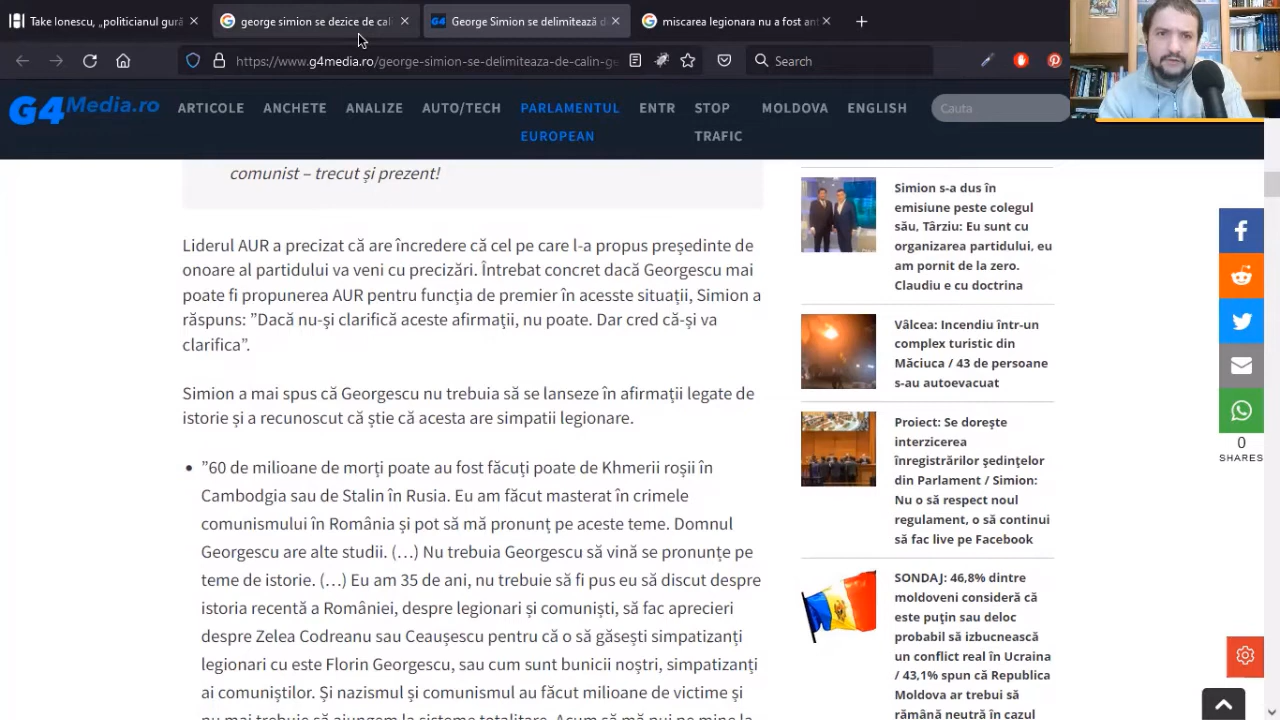 Take Ionescu, „politicianul gură
george simion se dezice de cal
George Simion se delimitează d
miscarea legionara nu a fost ant
https://www.g4media.ro/george-simion-se-delimiteaza-de-calin-ge
Search
G4Media.ro
ARTICOLE
ANCHETE
ANALIZE
AUTO/TECH
PARLAMENTUL EUROPEAN
ENTR
STOP TRAFIC
MOLDOVA
ENGLISH
Cauta
comunist – trecut și prezent!
Liderul AUR a precizat că are încredere că cel pe care l-a propus președinte de
onoare al partidului va veni cu precizări. Întrebat concret dacă Georgescu mai
poate fi propunerea AUR pentru funcția de premier în acesste situații, Simion a
răspuns: ”Dacă nu-și clarifică aceste afirmații, nu poate. Dar cred că-și va
clarifica”.
Simion a mai spus că Georgescu nu trebuia să se lanseze în afirmații legate de
istorie și a recunoscut că știe că acesta are simpatii legionare.
”60 de milioane de morți poate au fost făcuți poate de Khmerii roșii în
Cambodgia sau de Stalin în Rusia. Eu am făcut masterat în crimele
comunismului în România și pot să mă pronunț pe aceste teme. Domnul
Georgescu are alte studii. (…) Nu trebuia Georgescu să vină se pronunțe pe
teme de istorie. (…) Eu am 35 de ani, nu trebuie să fi pus eu să discut despre
istoria recentă a României, despre legionari și comuniști, să fac aprecieri
despre Zelea Codreanu sau Ceaușescu pentru că o să găsești simpatizanți
legionari cu este Florin Georgescu, sau cum sunt bunicii noștri, simpatizanți
ai comuniștilor. Și nazismul și comunismul au făcut milioane de victime și
nu mai trebuie să ajungem la sisteme totalitare. Acum să mă pui pe mine la
Simion s-a dus în
emisiune peste colegul
său, Târziu: Eu sunt cu
organizarea partidului, eu
am pornit de la zero.
Claudiu e cu doctrina
Vâlcea: Incendiu într-un
complex turistic din
Măciuca / 43 de persoane
s-au autoevacuat
Proiect: Se dorește
interzicerea
înregistrărilor ședințelor
din Parlament / Simion:
Nu o să respect noul
regulament, o să continui
să fac live pe Facebook
SONDAJ: 46,8% dintre
moldoveni consideră că
este puțin sau deloc
probabil să izbucnească
un conflict real în Ucraina
/ 43,1% spun că Republica
Moldova ar trebui să
rămână neutră în cazul
0
SHARES